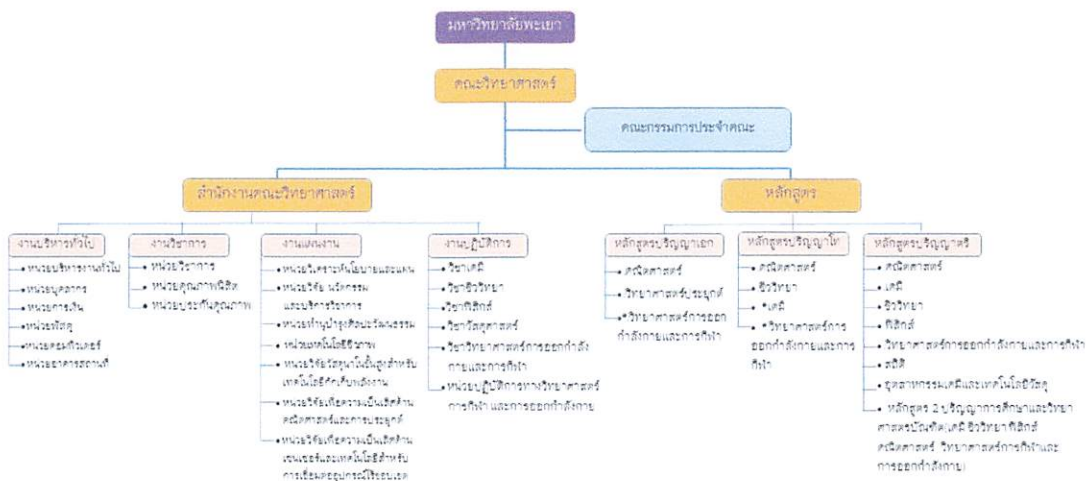 มหาวิทยาลัยพะเยา
คณะวิทยาศาสตร์
คณะกรรมการประจำคณะ
สำนักงานคณะวิทยาศาสตร์
หลักสูตร
งานบริหารทั่วไป
• หน่วยบริหารงานทั่วไป
• หน่วยบุคลากร
• หน่วยการเงิน
• หน่วยพัสดุ
• หน่วยคอมพิวเตอร์
• หน่วยอาคารสถานที่
งานวิชาการ
• หน่วยวิชาการ
• หน่วยคุณภาพนิสิต
• หน่วยประกันคุณภาพ
งานแผนงาน
• หน่วยวิเคราะห์นโยบายและแผน
• หน่วยวิจัย นวัตกรรม
และบริการวิชาการ
• หน่วยทำนุบำรุงศิลปะวัฒนธรรม
• หน่วยเทคโนโลยีชีวภาพ
• หน่วยวิจัยวัสดุนาโนขั้นสูงสำหรับ
เทคโนโลยีกักเก็บพลังงาน
• หน่วยวิจัยเพื่อความเป็นเลิศด้าน
คณิตศาสตร์และการประยุกต์
• หน่วยวิจัยเพื่อความเป็นเลิศด้าน
เซนเซอร์และเทคโนโลยีสำหรับ
การเชื่อมต่ออุปกรณ์ไร้ขอบเขต
งานปฏิบัติการ
• วิชาเคมี
• วิชาชีววิทยา
• วิชาฟิสิกส์
• วิชาวัสดุศาสตร์
• วิชาวิทยาศาสตร์การออกกำลัง
กายและการกีฬา
• หน่วยปฏิบัติการทางวิทยาศาสตร์
การกีฬา และการออกกำลังกาย
หลักสูตรปริญญาเอก
• คณิตศาสตร์
• วิทยาศาสตร์ประยุกต์
• *วิทยาศาสตร์การออก
กำลังกายและการกีฬา
หลักสูตรปริญญาโท
• คณิตศาสตร์
• ชีววิทยา
• *เคมี
• *วิทยาศาสตร์การ
ออกกำลังกายและการ
กีฬา
หลักสูตรปริญญาตรี
• คณิตศาสตร์
• เคมี
• ชีววิทยา
• ฟิสิกส์
• วิทยาศาสตร์การออกกำลังกายและการกีฬา
• สถิติ
• อุตสาหกรรมเคมีและเทคโนโลยีวัสดุ
• หลักสูตร 2 ปริญญาการศึกษาและวิทยา
ศาสตรบัณฑิต(เคมี ชีววิทยา ฟิสิกส์
คณิตศาสตร์ วิทยาศาสตร์การกีฬาและ
การออกกำลังกาย)